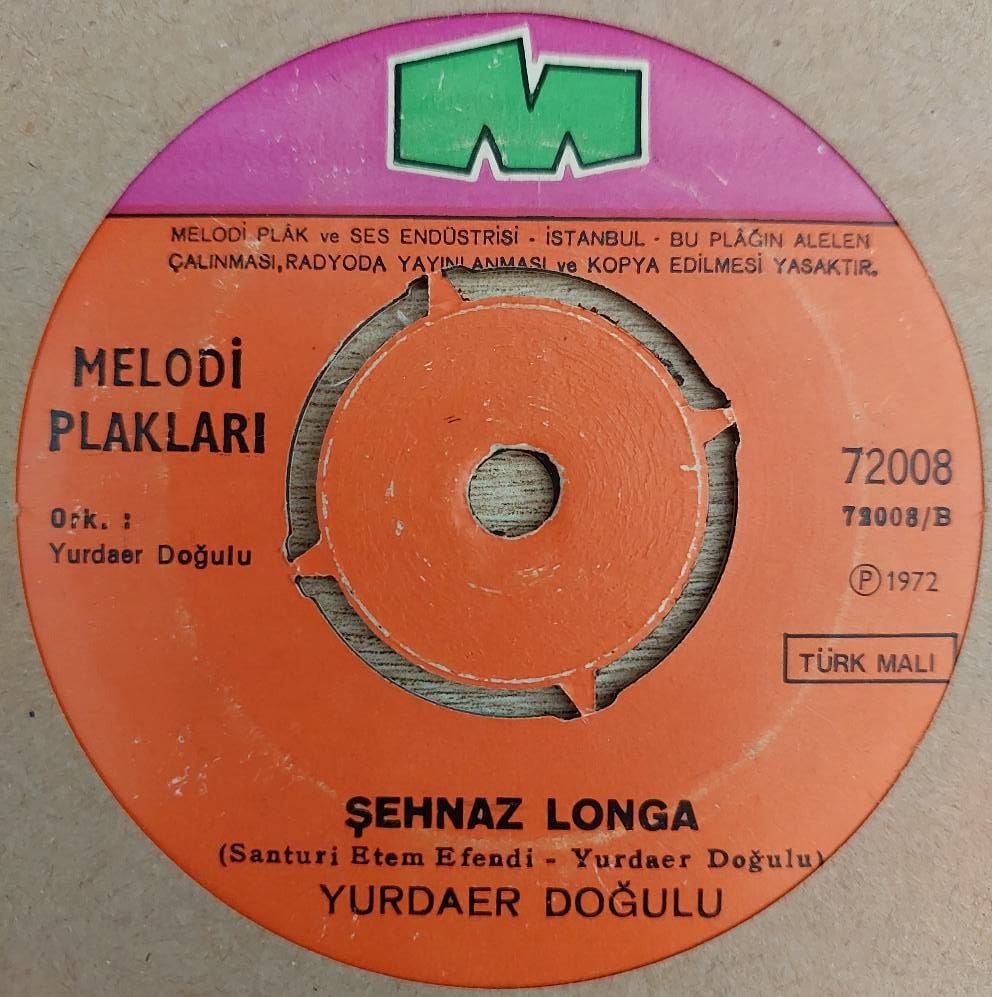 MELODİ PLÂK ve SES ENDÜSTRİSİ - İSTANBUL - BU PLÂĞIN ALELEN
ÇALINMASI, RADYODA YAYINLANMASI ve KOPYA EDİLMESİ YASAKTIR.
MELODİ
PLAKLARI
Ork. :
Yurdaer Doğulu
72008
72008/B
Ⓟ 1972
TÜRK MALI
ŞEHNAZ LONGA
(Santuri Etem Efendi - Yurdaer Doğulu)
YURDAER DOĞULU